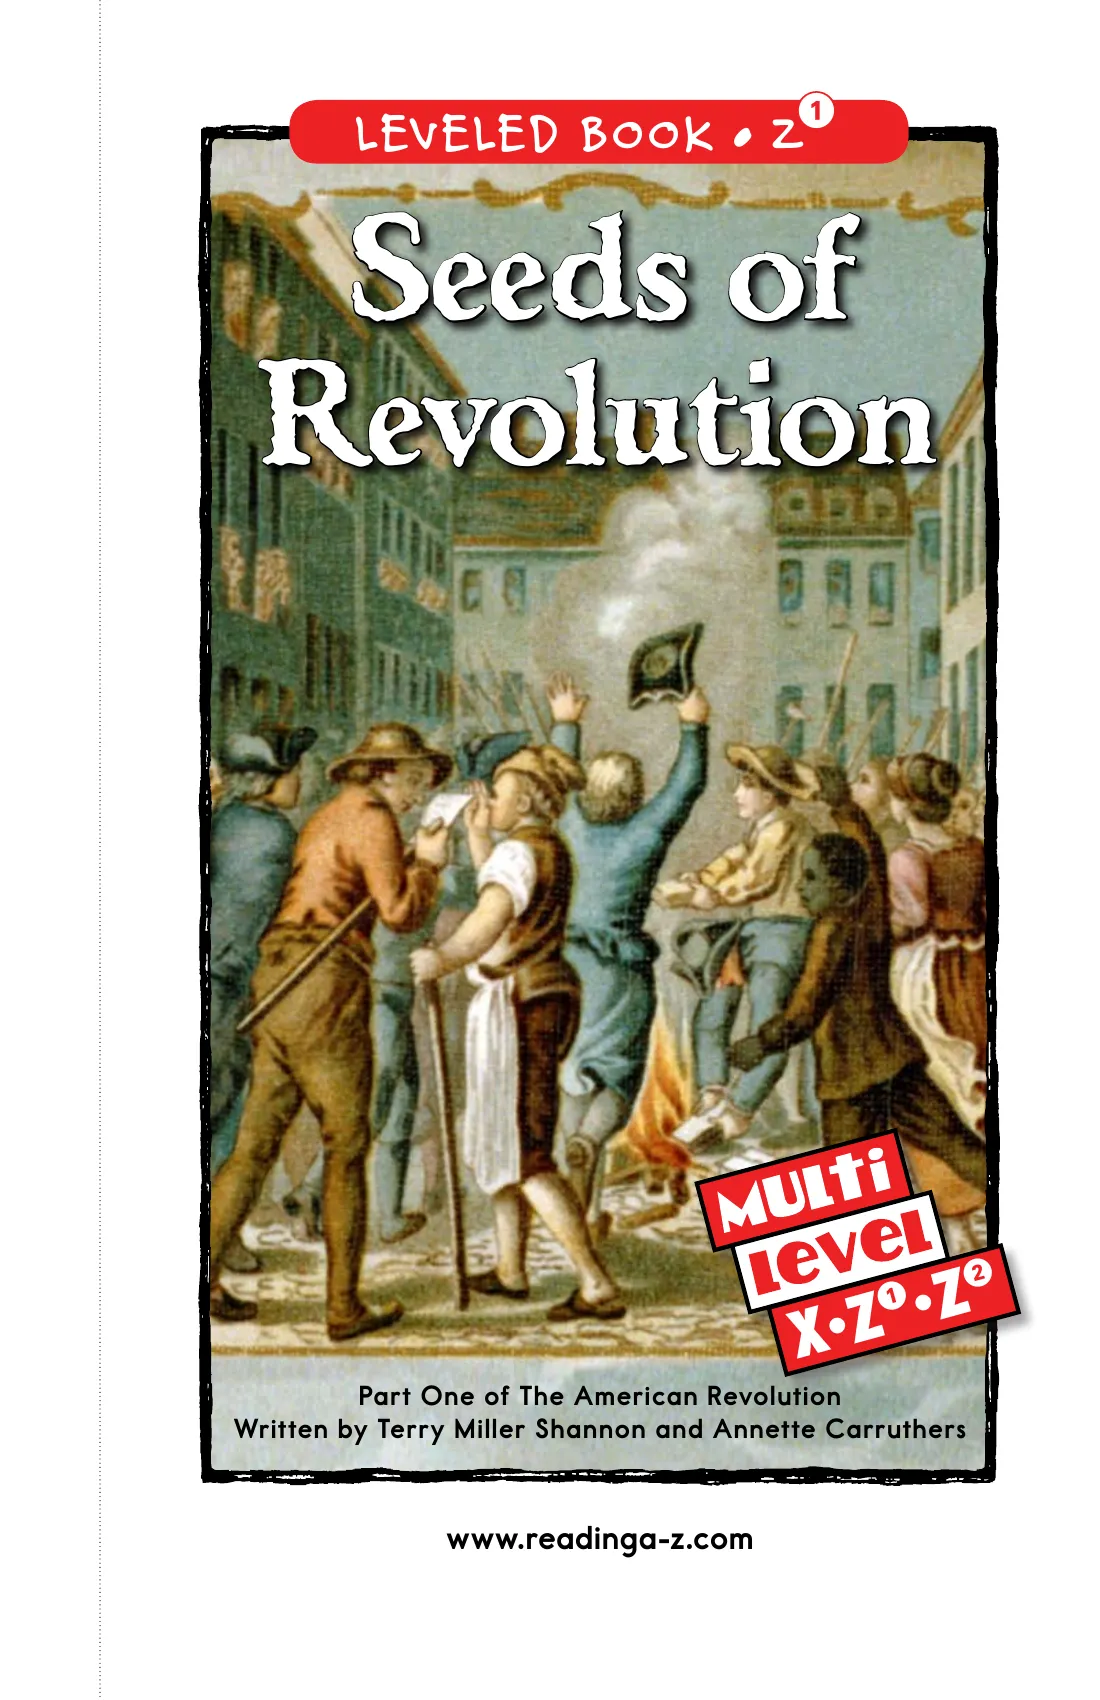 LEVELED BOOK • Z¹
Seeds of
Revolution
MULTI
LEVEL
X•Z¹•Z²
Part One of The American Revolution
Written by Terry Miller Shannon and Annette Carruthers
www.readinga-z.com